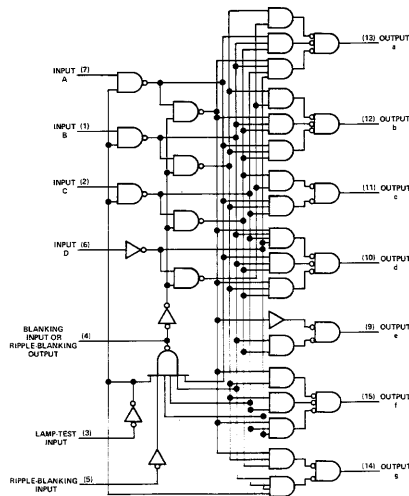 (13) OUTPUT
a
INPUT (7)
A
INPUT (1)
B
(12) OUTPUT
b
INPUT (2)
C
(11) OUTPUT
c
INPUT (6)
D
(10) OUTPUT
d
(9) OUTPUT
e
BLANKING
INPUT OR (4)
RIPPLE-BLANKING
OUTPUT
(15) OUTPUT
f
LAMP-TEST (3)
INPUT
RIPPLE-BLANKING (5)
INPUT
(14) OUTPUT
g